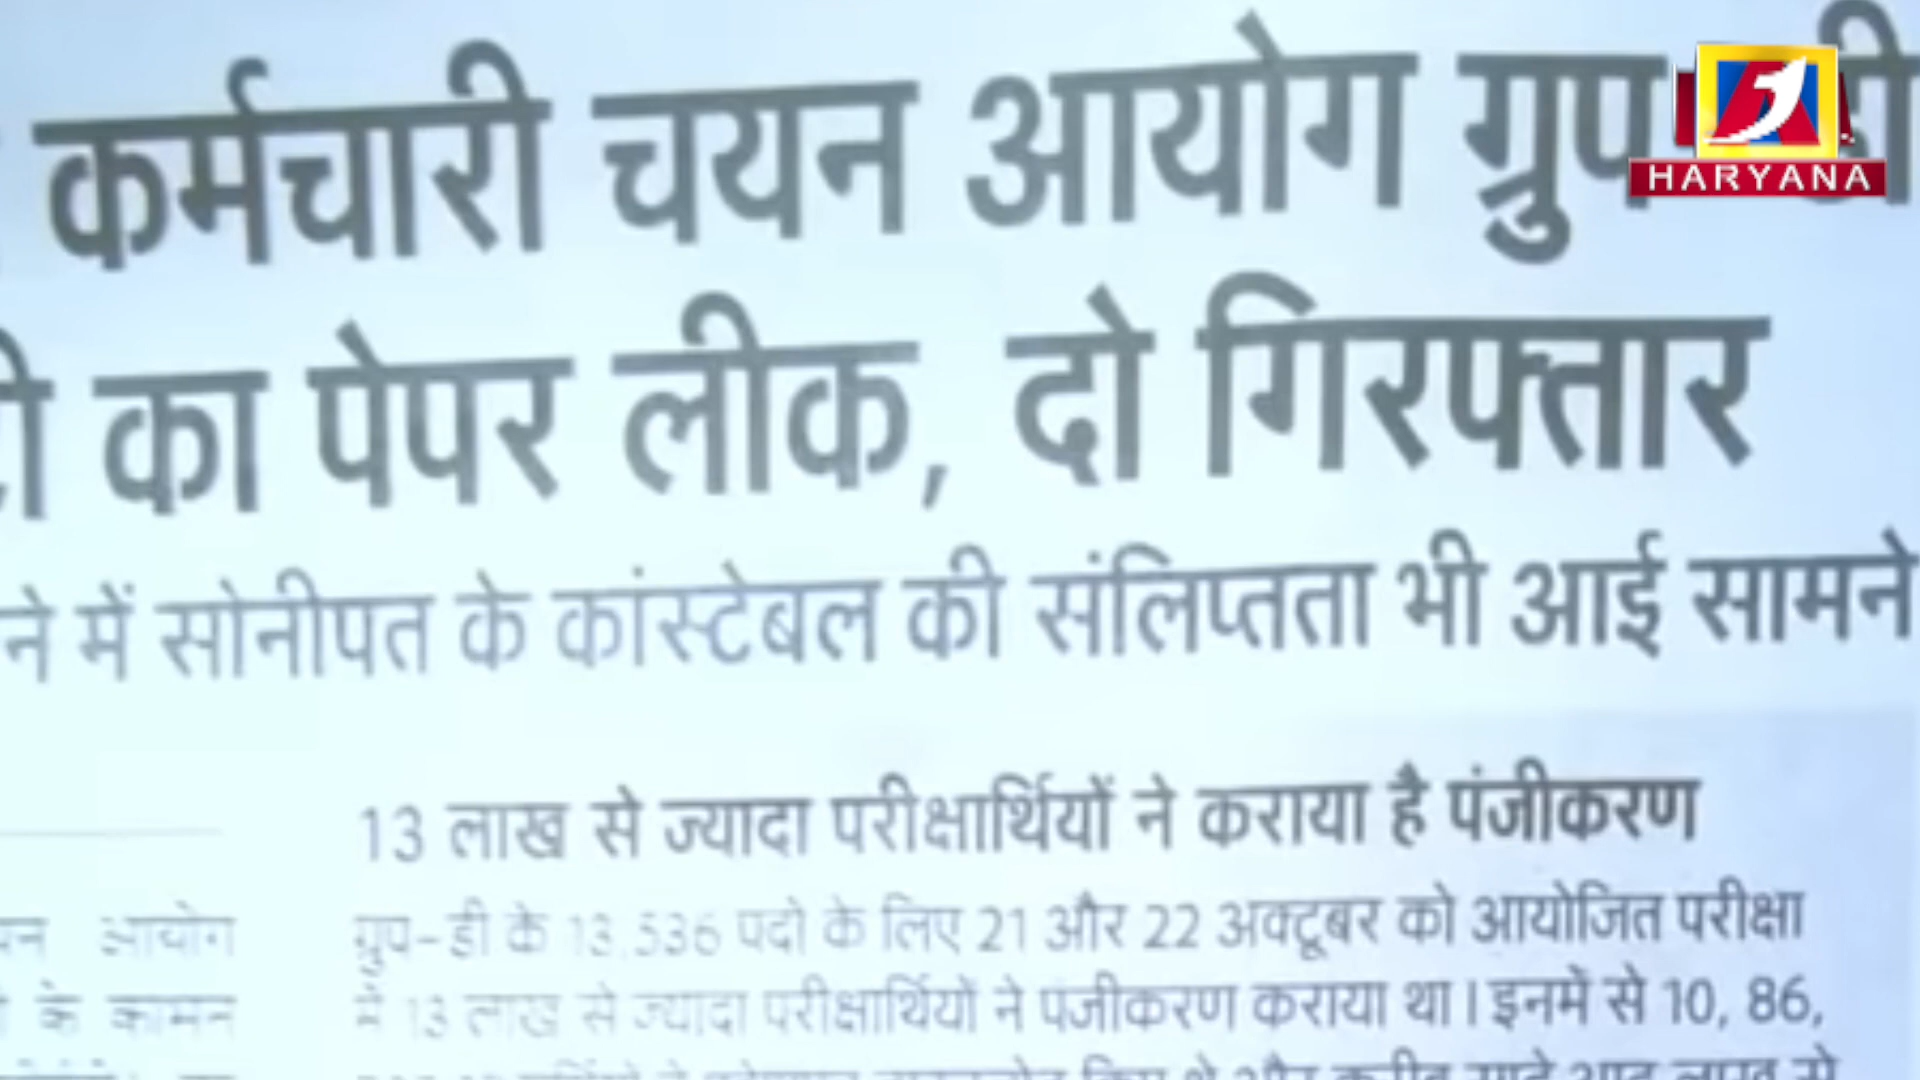 कर्मचारी चयन आयोग ग्रुप
का पेपर लीक, दो गिरफ्तार
ने में सोनीपत के कांस्टेबल की संलिप्तता भी आई सामने
13 लाख से ज्यादा परीक्षार्थियों ने कराया है पंजीकरण
ग्रुप-डी के 13,536 पदों के लिए 21 और 22 अक्टूबर को आयोजित परीक्षा
में 13 लाख से ज्यादा परीक्षार्थियों ने पंजीकरण कराया था। इनमें से 10, 86,
आयोग
के कामन
HARYANA